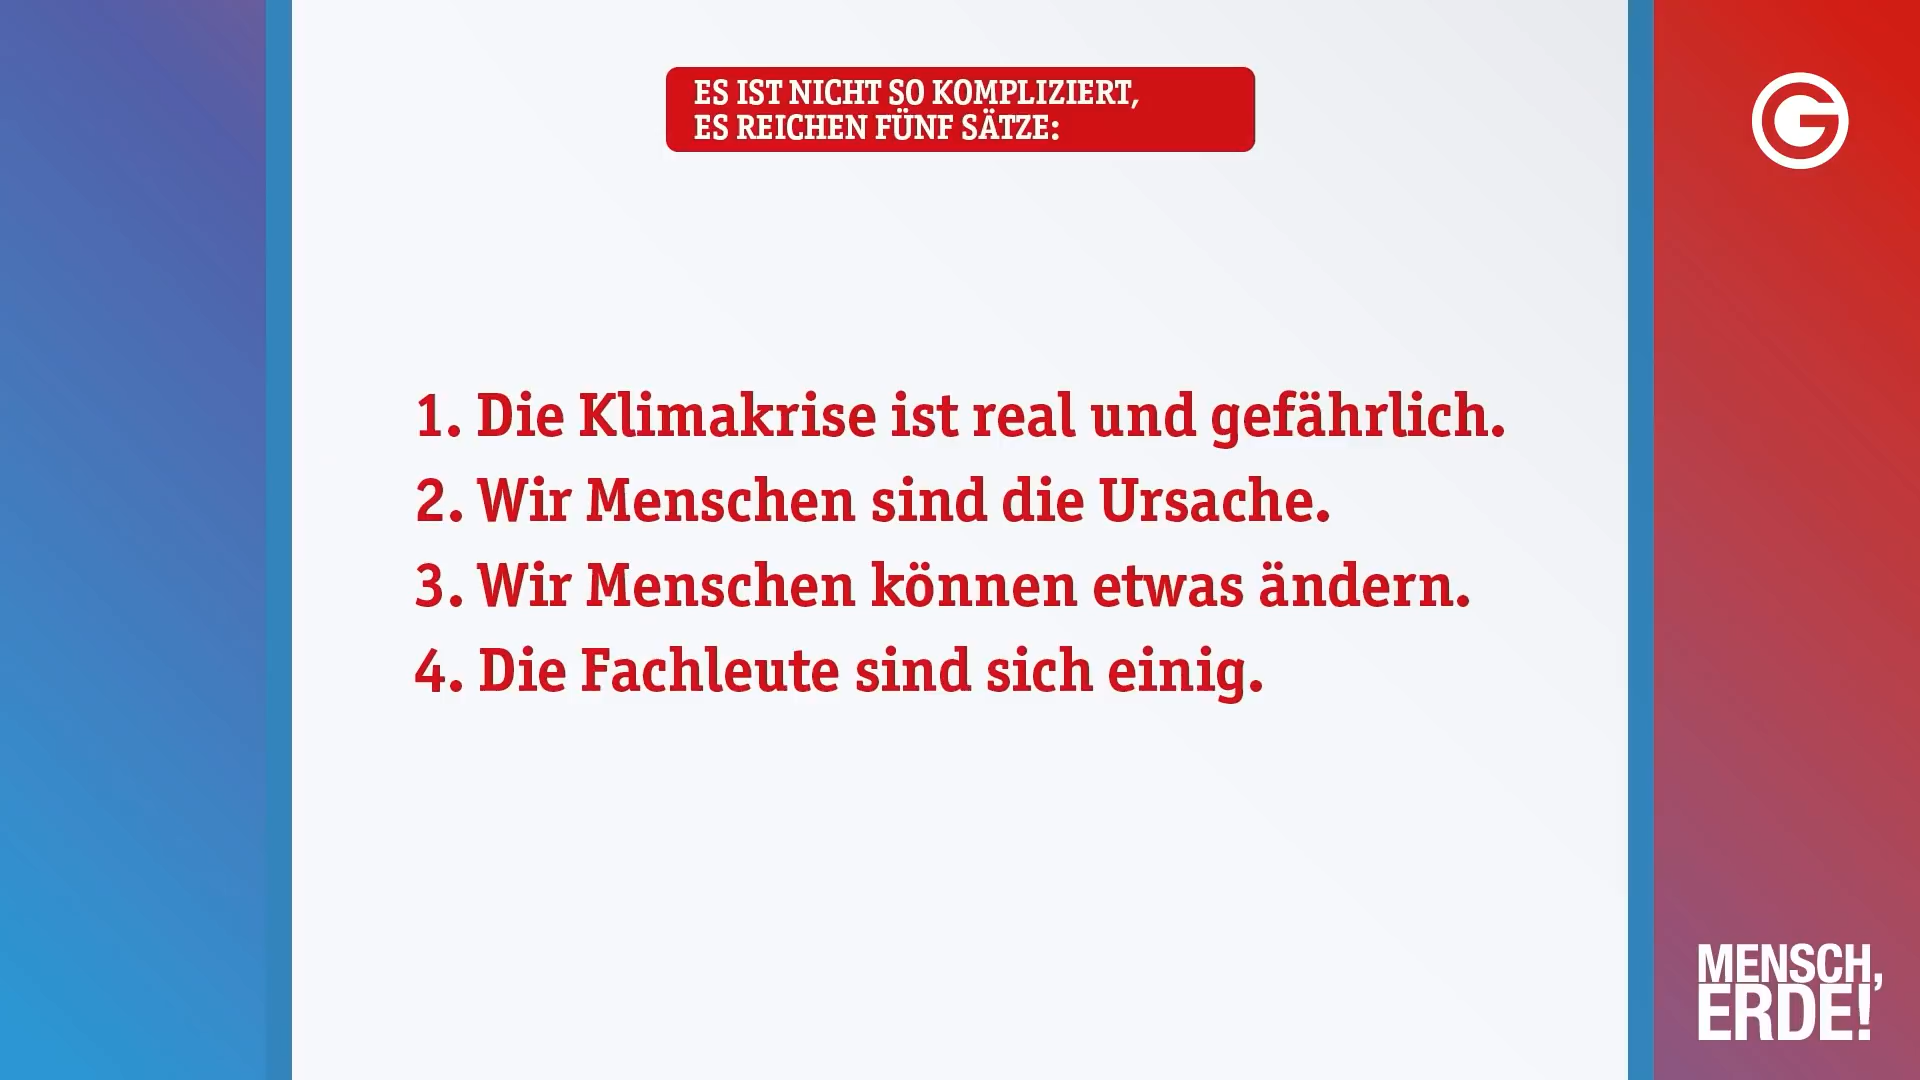 ES IST NICHT SO KOMPLIZIERT,
ES REICHEN FÜNF SÄTZE:
G
1. Die Klimakrise ist real und gefährlich.
2. Wir Menschen sind die Ursache.
3. Wir Menschen können etwas ändern.
4. Die Fachleute sind sich einig.
MENSCH,
ERDE!